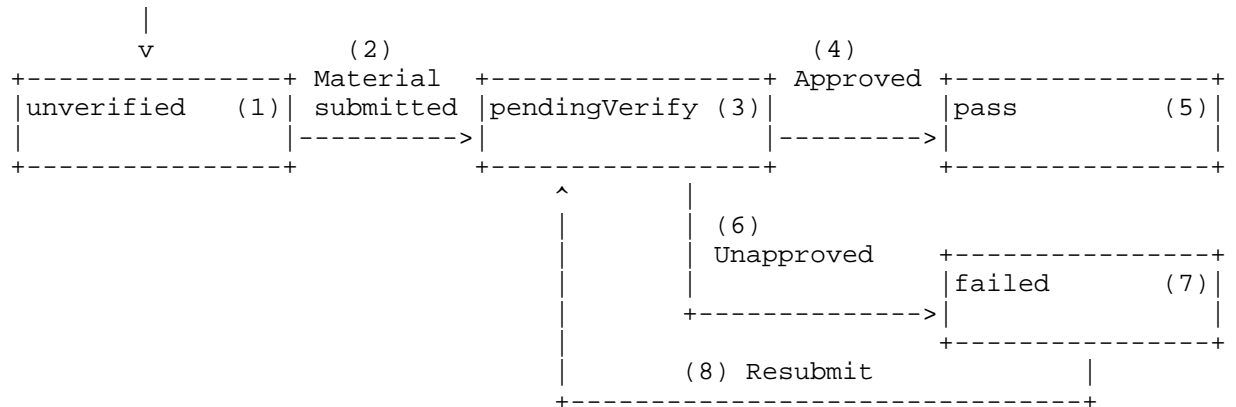 (2) (4)
Material Approved
unverified (1) submitted pendingVerify (3) pass (5)
(6)
Unapproved
failed (7)
(8) Resubmit